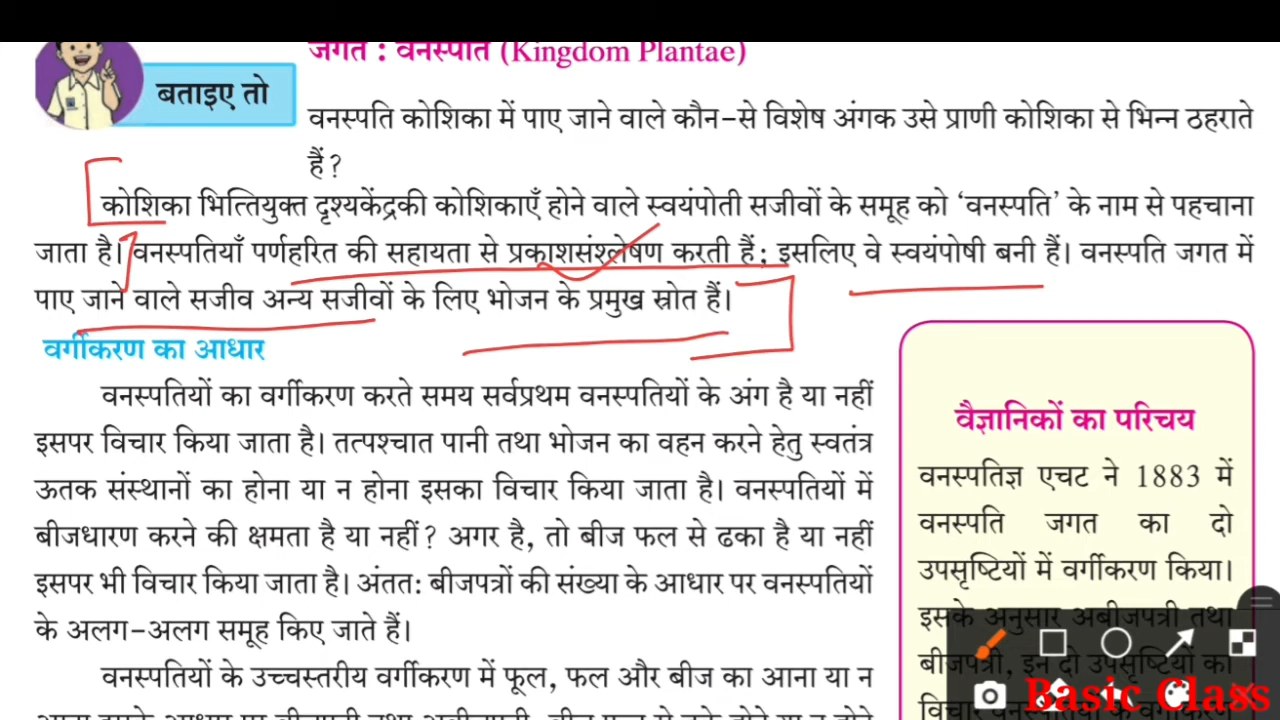 जगत : वनस्पति (Kingdom Plantae)
बताइए तो
वनस्पति कोशिका में पाए जाने वाले कौन-से विशेष अंगक उसे प्राणी कोशिका से भिन्न ठहराते
हैं?
कोशिका भित्तियुक्त दृश्यकेंद्रकी कोशिकाएँ होने वाले स्वयंपोती सजीवों के समूह को ‘वनस्पति’ के नाम से पहचाना
जाता है। वनस्पतियाँ पर्णहरित की सहायता से प्रकाशसंश्लेषण करती हैं; इसलिए वे स्वयंपोषी बनी हैं। वनस्पति जगत में
पाए जाने वाले सजीव अन्य सजीवों के लिए भोजन के प्रमुख स्रोत हैं।
वर्गीकरण का आधार
वनस्पतियों का वर्गीकरण करते समय सर्वप्रथम वनस्पतियों के अंग है या नहीं
इसपर विचार किया जाता है। तत्पश्चात पानी तथा भोजन का वहन करने हेतु स्वतंत्र
ऊतक संस्थानों का होना या न होना इसका विचार किया जाता है। वनस्पतियों में
बीजधारण करने की क्षमता है या नहीं? अगर है, तो बीज फल से ढका है या नहीं
इसपर भी विचार किया जाता है। अंतत: बीजपत्रों की संख्या के आधार पर वनस्पतियों
के अलग-अलग समूह किए जाते हैं।
वनस्पतियों के उच्चस्तरीय वर्गीकरण में फूल, फल और बीज का आना या न
वैज्ञानिकों का परिचय
वनस्पतिज्ञ एचट ने 1883 में
वनस्पति जगत का दो
उपसृष्टियों में वर्गीकरण किया।
इसके अनुसार अबीजपत्री तथा
बीजपत्री, इन दो उपसृष्टियों का
Basic Class